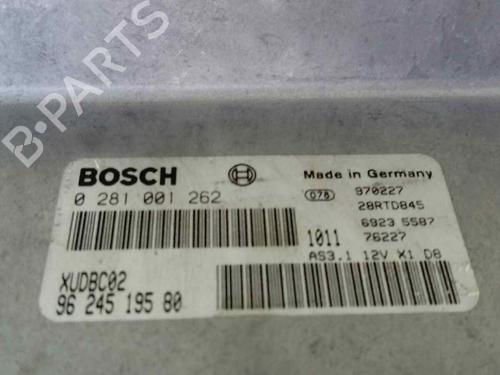 B-PARTS
BOSCH
Made in Germany
0 281 001 262
078 970227
28RTD845
6923 5587
1011 76227
AS3.1 12V X1 D8
XUDBC02
96 245 195 80